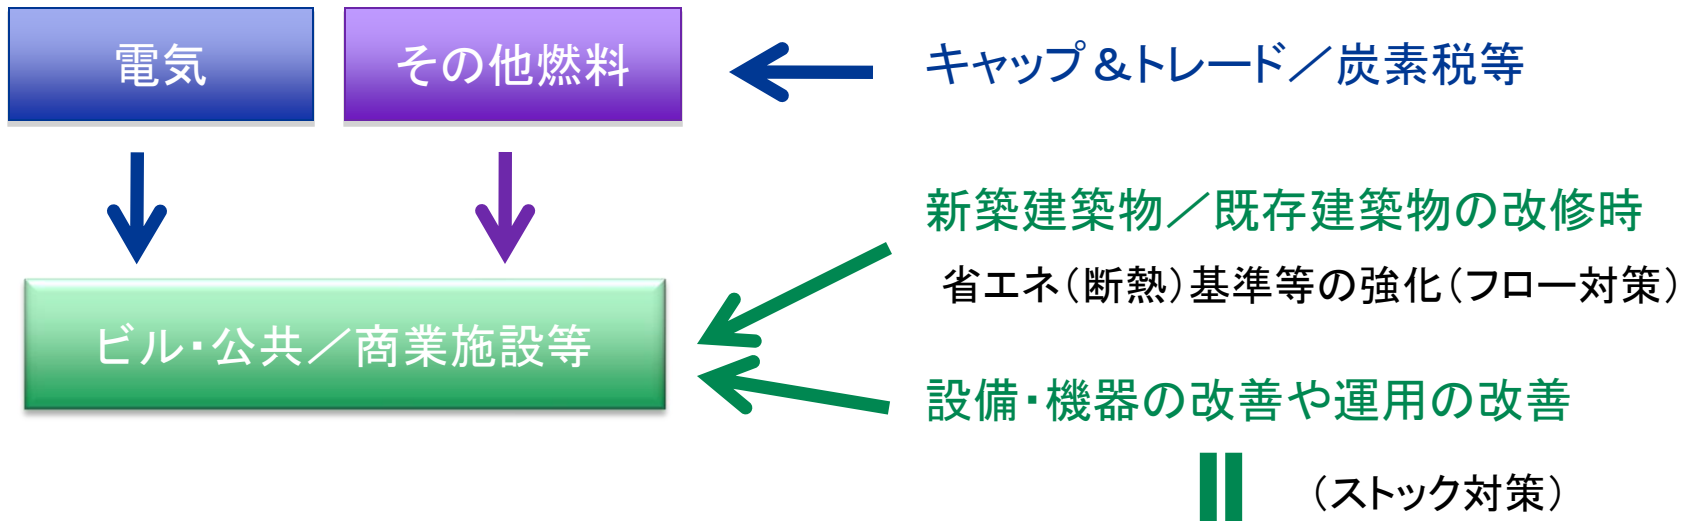 電気
その他燃料
キャップ&トレード／炭素税等
新築建築物／既存建築物の改修時
省エネ（断熱）基準等の強化（フロー対策）
ビル・公共／商業施設等
設備・機器の改善や運用の改善
（ストック対策）